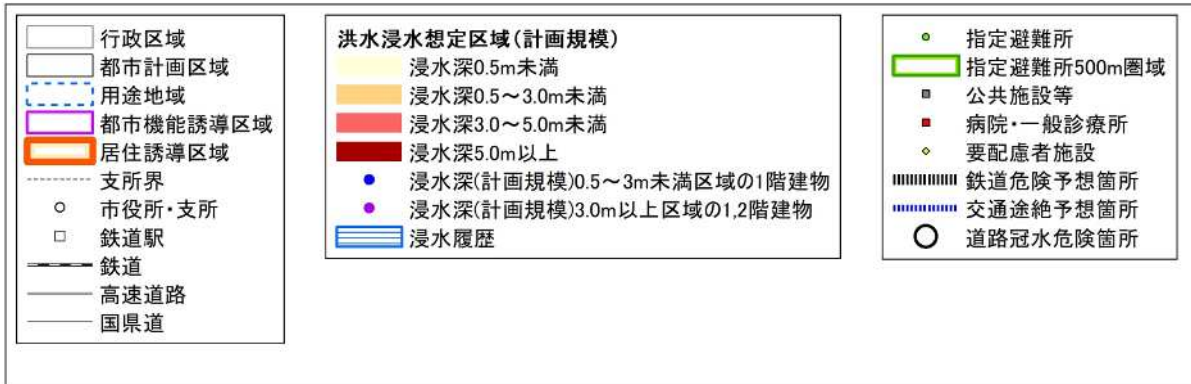 行政区域
都市計画区域
用途地域
都市機能誘導区域
居住誘導区域
支所界
市役所・支所
鉄道駅
鉄道
高速道路
国県道
洪水浸水想定区域(計画規模)
浸水深0.5m未満
浸水深0.5～3.0m未満
浸水深3.0～5.0m未満
浸水深5.0m以上
浸水深(計画規模)0.5～3m未満区域の1階建物
浸水深(計画規模)3.0m以上区域の1,2階建物
浸水履歴
指定避難所
指定避難所500m圏域
公共施設等
病院・一般診療所
要配慮者施設
鉄道危険予想箇所
交通途絶予想箇所
道路冠水危険箇所